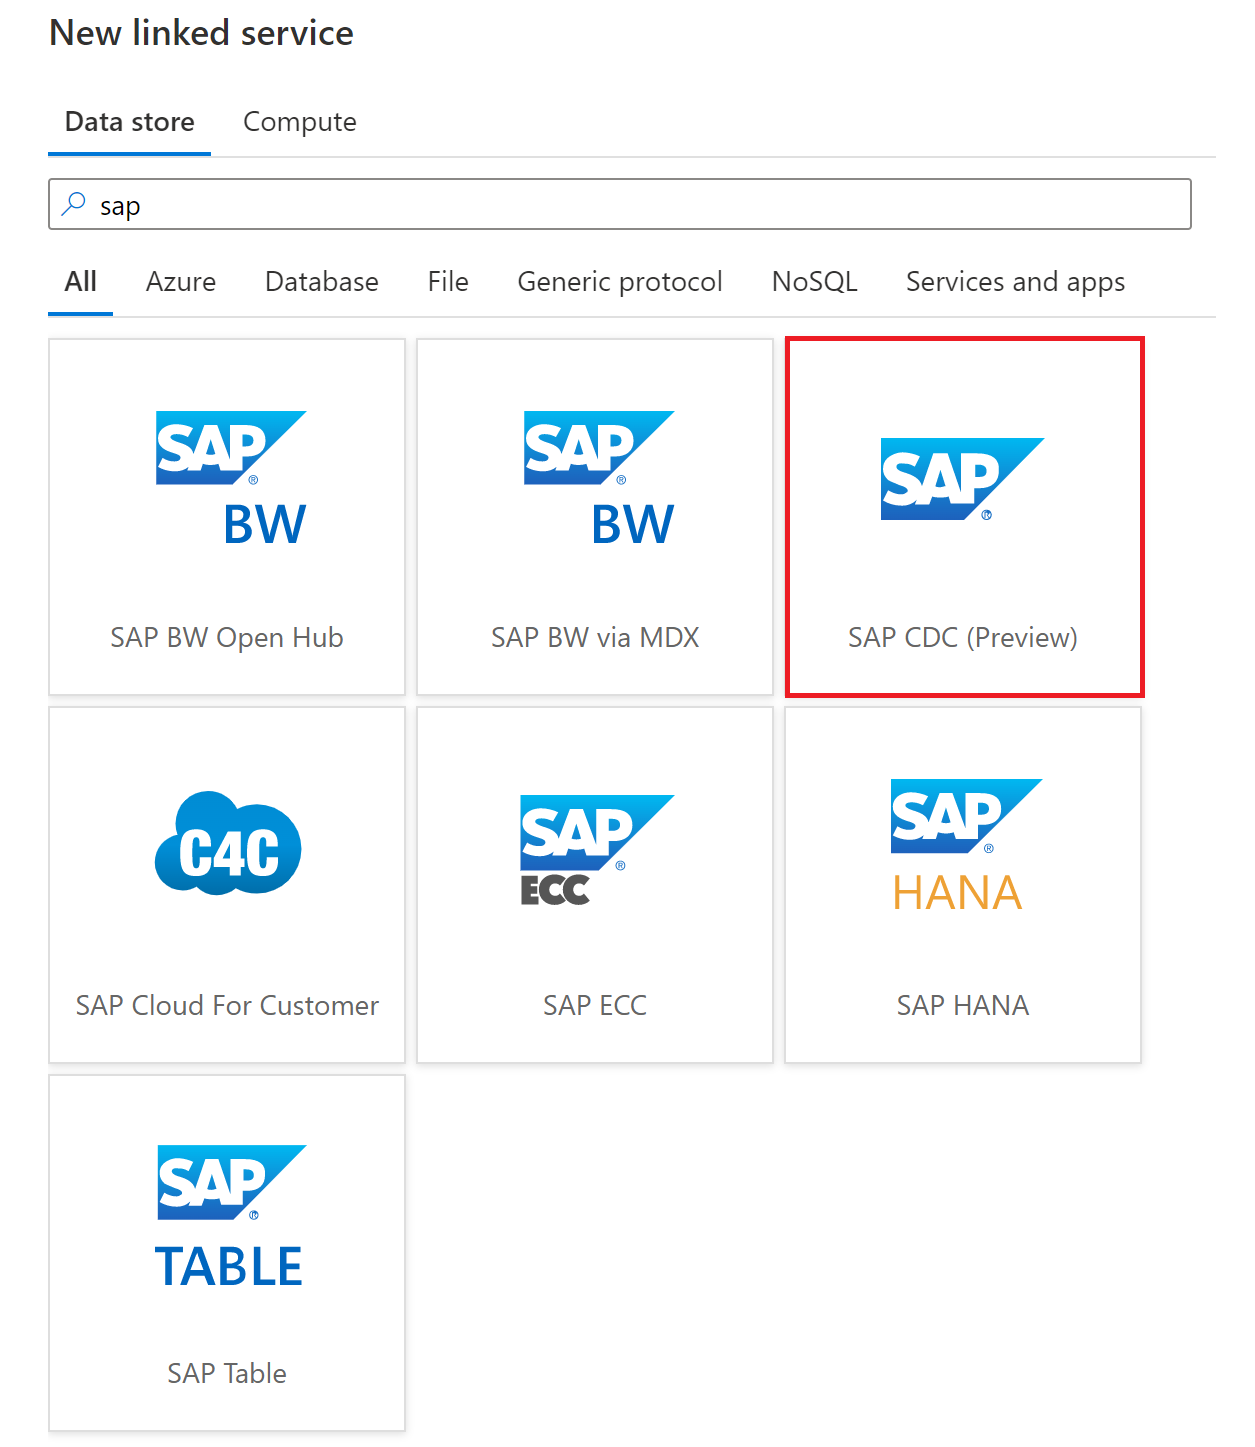 New linked service
Data store Compute
sap
All Azure Database File Generic protocol NoSQL Services and apps
SAP® BW
SAP® BW
SAP®
SAP BW Open Hub
SAP BW via MDX
SAP CDC (Preview)
C4C
SAP® ECC
SAP® HANA
SAP Cloud For Customer
SAP ECC
SAP HANA
SAP® TABLE
SAP Table